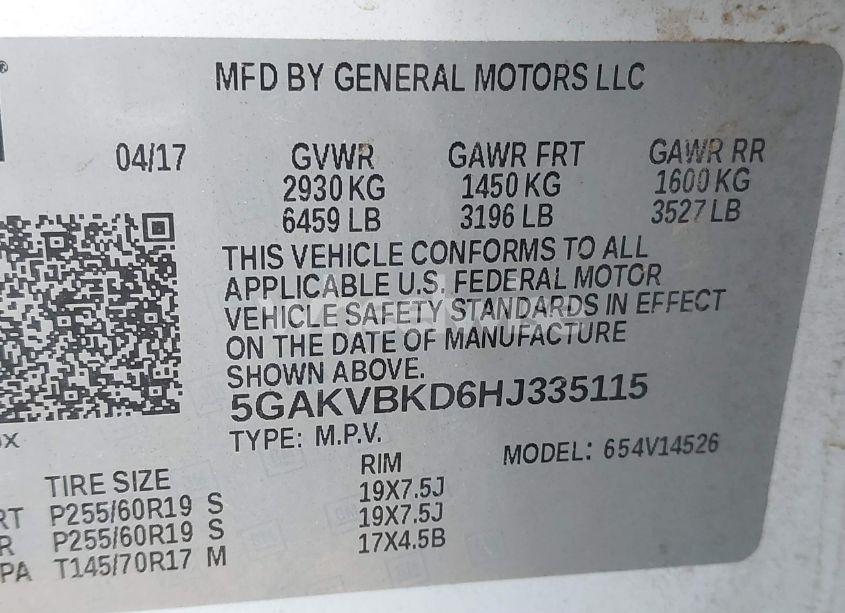 MFD BY GENERAL MOTORS LLC
04/17 GVWR GAWR FRT GAWR RR
2930 KG 1450 KG 1600 KG
6459 LB 3196 LB 3527 LB
THIS VEHICLE CONFORMS TO ALL
APPLICABLE U.S. FEDERAL MOTOR
VEHICLE SAFETY STANDARDS IN EFFECT
ON THE DATE OF MANUFACTURE
SHOWN ABOVE.
5GAKVBKD6HJ335115
TYPE: M.P.V. MODEL: 654V14526
TIRE SIZE RIM
RT P255/60R19 S 19X7.5J
R P255/60R19 S 19X7.5J
PA T145/70R17 M 17X4.5B